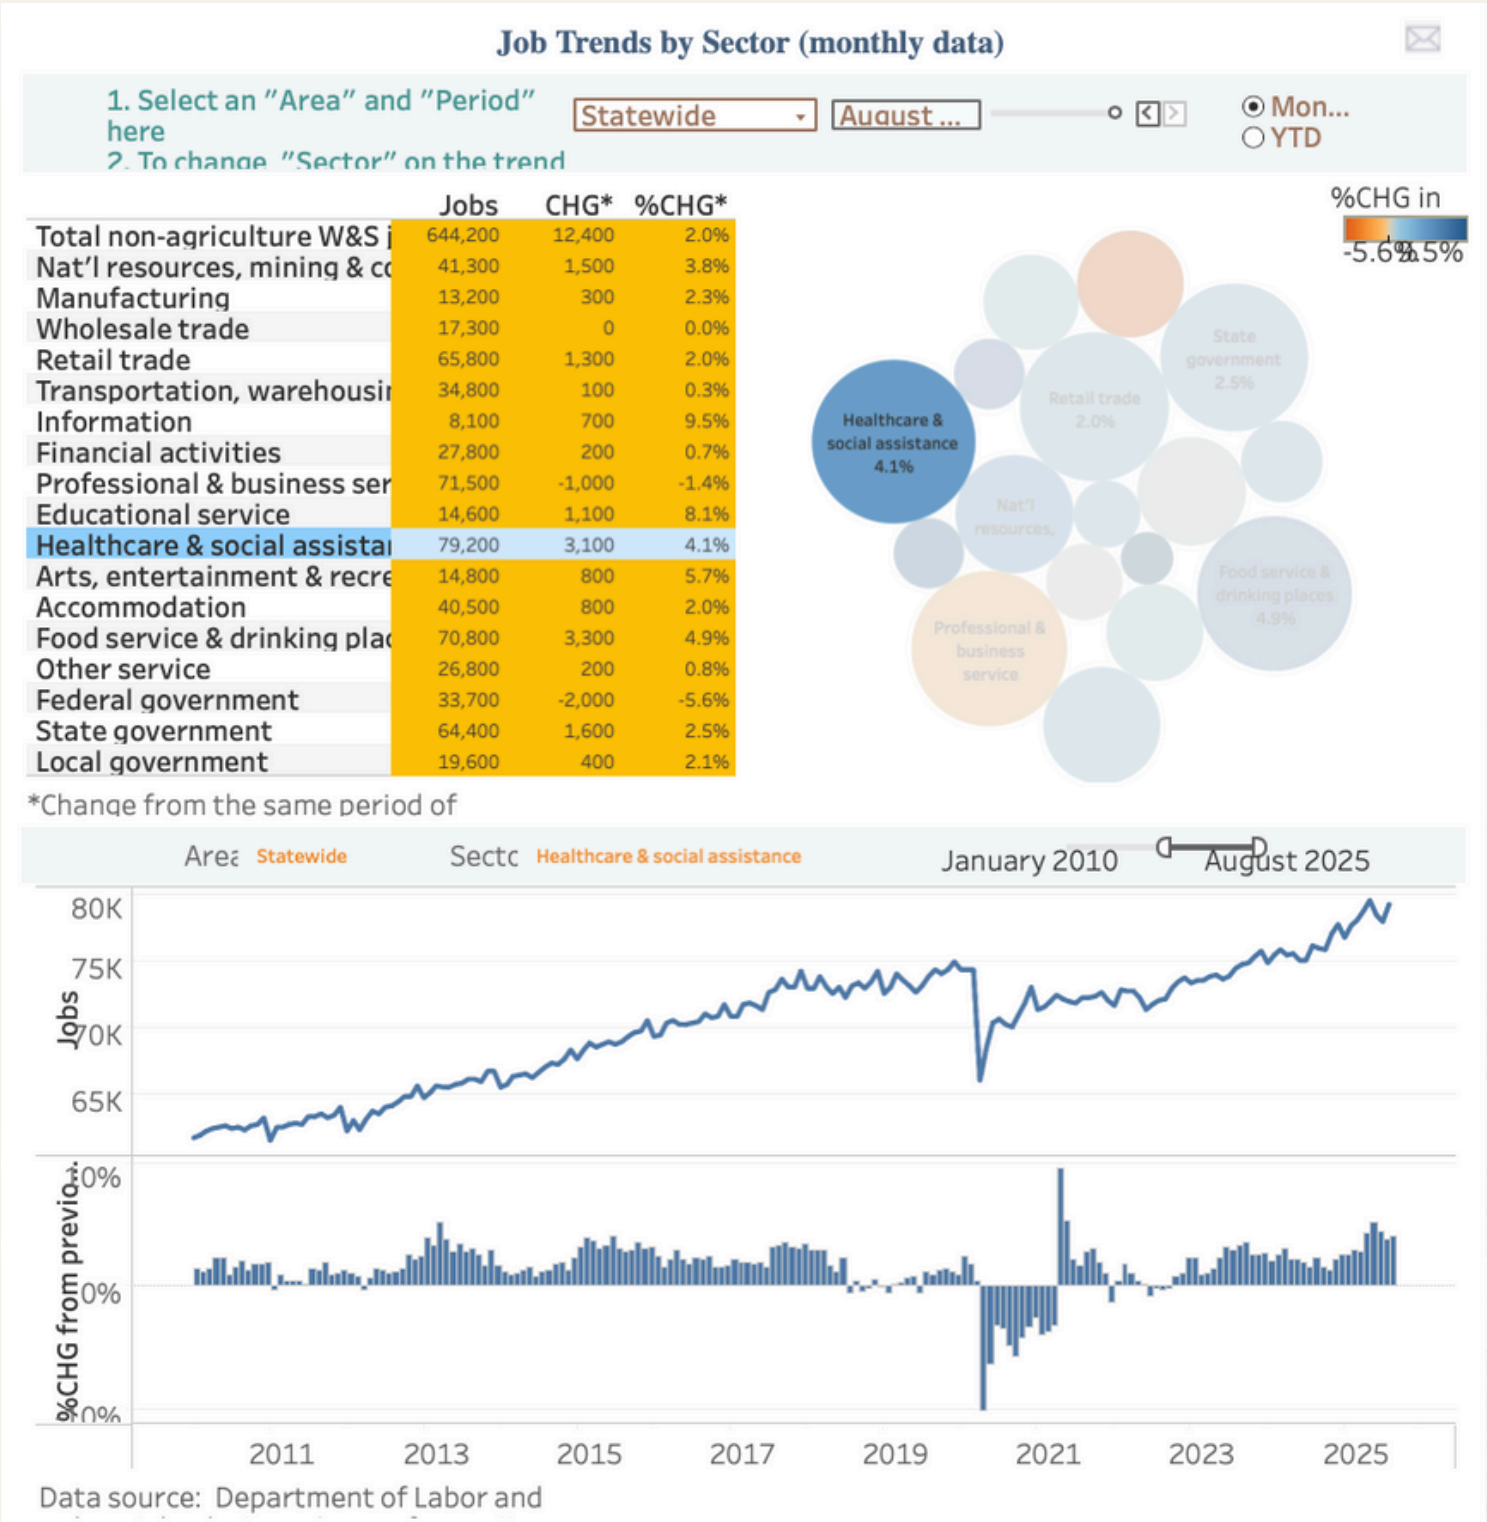 Job Trends by Sector (monthly data)
1. Select an "Area" and "Period"
here
2. To change "Sector" on the trend
Statewide
August ...
Mon...
YTD
Jobs CHG* %CHG*
Total non-agriculture W&S j 644,200 12,400 2.0%
Nat'l resources, mining & cc 41,300 1,500 3.8%
Manufacturing 13,200 300 2.3%
Wholesale trade 17,300 0 0.0%
Retail trade 65,800 1,300 2.0%
Transportation, warehousin 34,800 100 0.3%
Information 8,100 700 9.5%
Financial activities 27,800 200 0.7%
Professional & business ser 71,500 -1,000 -1.4%
Educational service 14,600 1,100 8.1%
Healthcare & social assistar 79,200 3,100 4.1%
Arts, entertainment & recre 14,800 800 5.7%
Accommodation 40,500 800 2.0%
Food service & drinking plac 70,800 3,300 4.9%
Other service 26,800 200 0.8%
Federal government 33,700 -2,000 -5.6%
State government 64,400 1,600 2.5%
Local government 19,600 400 2.1%
*Change from the same period of
%CHG in
-5.6% 9.5%
State
government
2.5%
Retail trade
2.0%
Healthcare &
social assistance
4.1%
Nat'l
resources,
Food service &
drinking places
4.9%
Professional &
business
service
Area Statewide Secto Healthcare & social assistance January 2010 August 2025
Jobs
80K
75K
70K
65K
%CHG from previo...
10%
0%
2011 2013 2015 2017 2019 2021 2023 2025
Data source: Department of Labor and